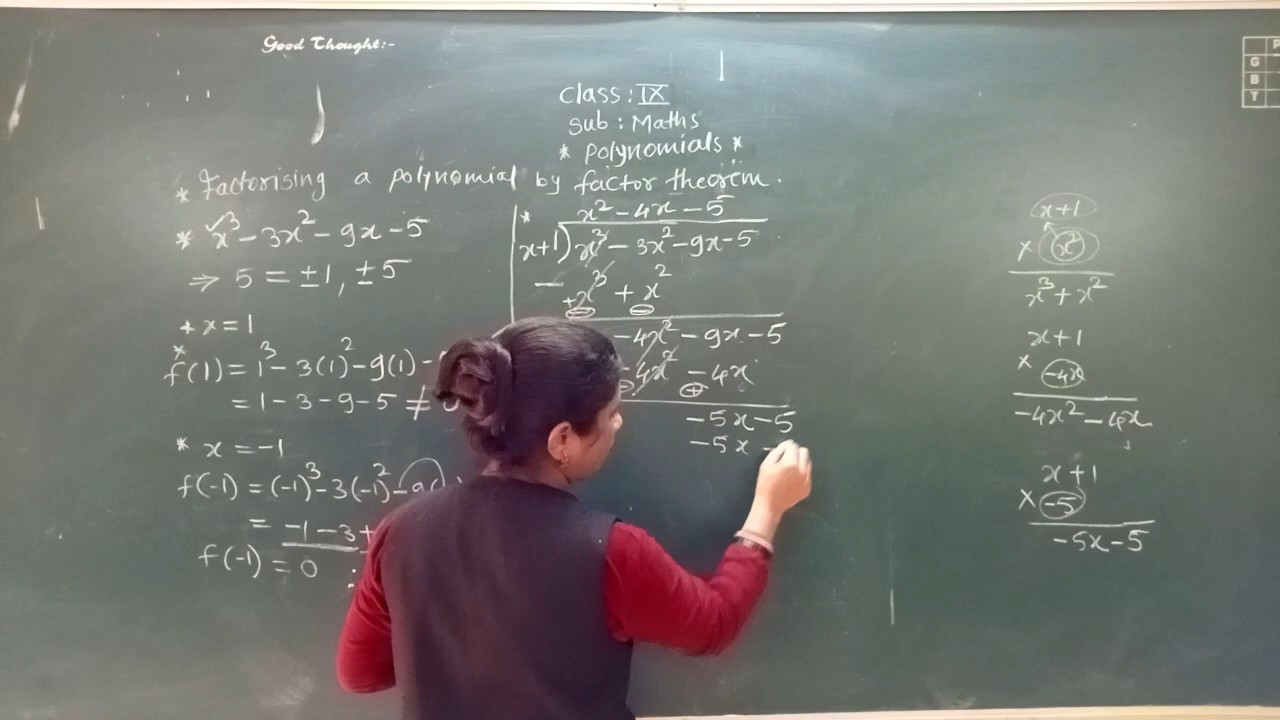 Good Thought:-
Class : IX
Sub : Maths
* Polynomials *
* Factorising a polynomial by factor theorem.
* x³ - 3x² - 9x - 5
⇒ 5 = ±1, ±5
* x = 1
* f(1) = 1³ - 3(1)² - 9(1) -
= 1 - 3 - 9 - 5 ≠
* x = -1
f(-1) = (-1)³ - 3(-1)² - 9(
= -1 - 3 +
f(-1) = 0
* x² - 4x - 5
x+1) x³ - 3x² - 9x - 5
- +x³ + x²
-4x² - 9x - 5
-4x² - 4x
-5x - 5
-5x -
x+1
× x²
x³ + x²
x+1
× -4x
-4x² - 4x
x+1
× -5
-5x - 5
P
G
B
T